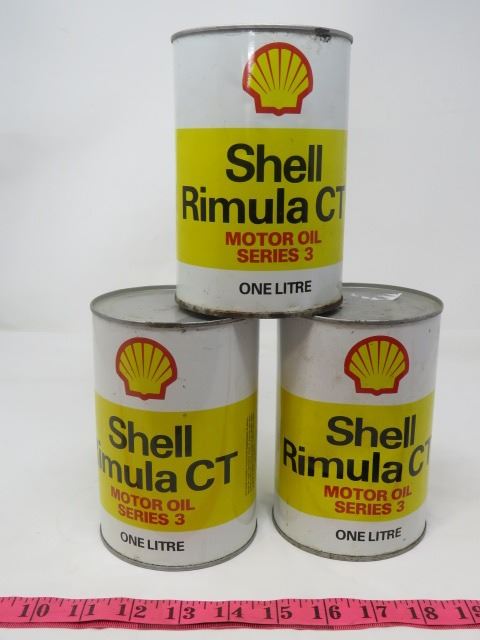 Shell
Rimula CT
MOTOR OIL
SERIES 3
ONE LITRE
Shell
imula CT
MOTOR OIL
SERIES 3
ONE LITRE
Shell
Rimula CT
MOTOR OIL
SERIES 3
ONE LITRE
10 11 12 13 14 15 16 17 18 19